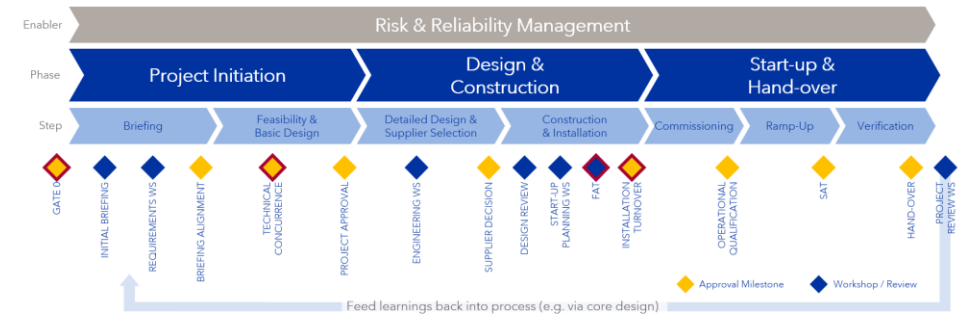 Enabler
Risk & Reliability Management
Phase
Project Initiation
Design &
Construction
Start-up &
Hand-over
Step
Briefing
Feasibility &
Basic Design
Detailed Design &
Supplier Selection
Construction
& Installation
Commissioning
Ramp-Up
Verification
GATE 0
INITIAL BRIEFING
REQUIREMENTS WS
BRIEFING ALIGNMENT
TECHNICAL
CONCURRENCE
PROJECT APPROVAL
ENGINEERING WS
SUPPLIER DECISION
DESIGN REVIEW
START-UP
PLANNING WS
FAT
INSTALLATION
TURNOVER
OPERATIONAL
QUALIFICATION
SAT
HAND-OVER
PROJECT
REVIEW WS
Approval Milestone
Workshop / Review
Feed learnings back into process (e.g. via core design)